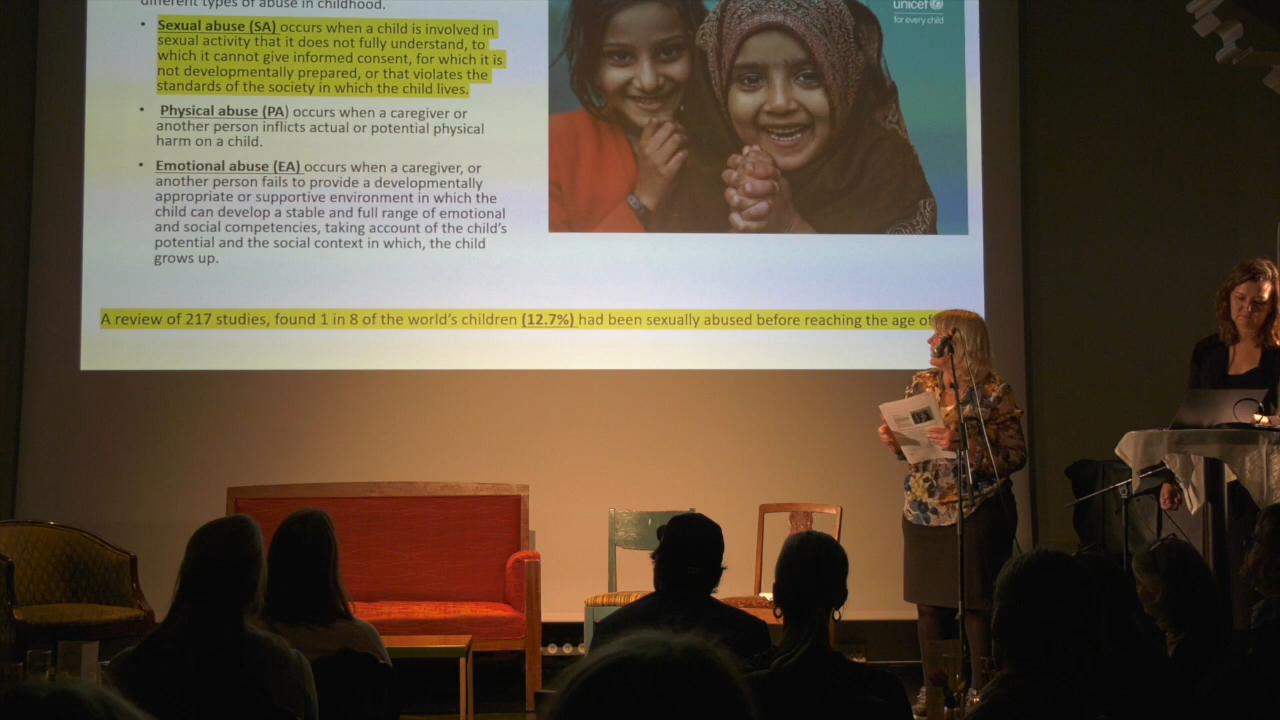 different types of abuse in childhood.
• Sexual abuse (SA) occurs when a child is involved in
sexual activity that it does not fully understand, to
which it cannot give informed consent, for which it is
not developmentally prepared, or that violates the
standards of the society in which the child lives.
• Physical abuse (PA) occurs when a caregiver or
another person inflicts actual or potential physical
harm on a child.
• Emotional abuse (EA) occurs when a caregiver, or
another person fails to provide a developmentally
appropriate or supportive environment in which the
child can develop a stable and full range of emotional
and social competencies, taking account of the child's
potential and the social context in which, the child
grows up.
unicef
for every child
A review of 217 studies, found 1 in 8 of the world's children (12.7%) had been sexually abused before reaching the age of